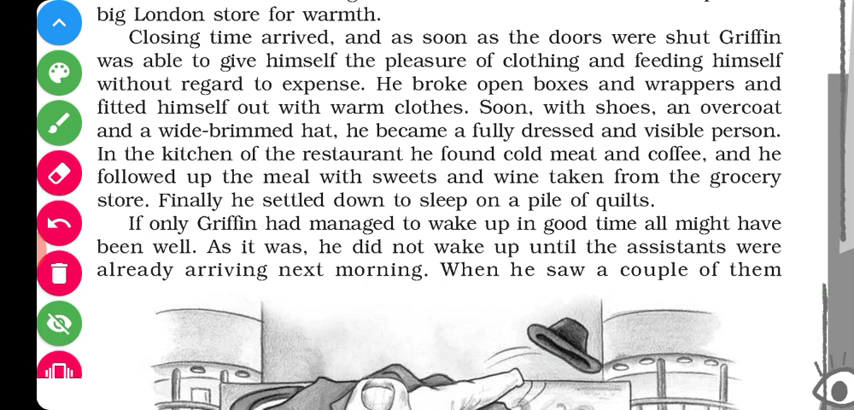 big London store for warmth.
Closing time arrived, and as soon as the doors were shut Griffin
was able to give himself the pleasure of clothing and feeding himself
without regard to expense. He broke open boxes and wrappers and
fitted himself out with warm clothes. Soon, with shoes, an overcoat
and a wide-brimmed hat, he became a fully dressed and visible person.
In the kitchen of the restaurant he found cold meat and coffee, and he
followed up the meal with sweets and wine taken from the grocery
store. Finally he settled down to sleep on a pile of quilts.
If only Griffin had managed to wake up in good time all might have
been well. As it was, he did not wake up until the assistants were
already arriving next morning. When he saw a couple of them